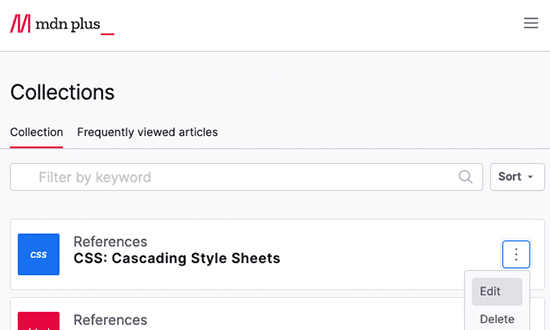 mdn plus_
Collections
Collection Frequently viewed articles
Filter by keyword Sort
css References
CSS: Cascading Style Sheets
Edit
References
Delete